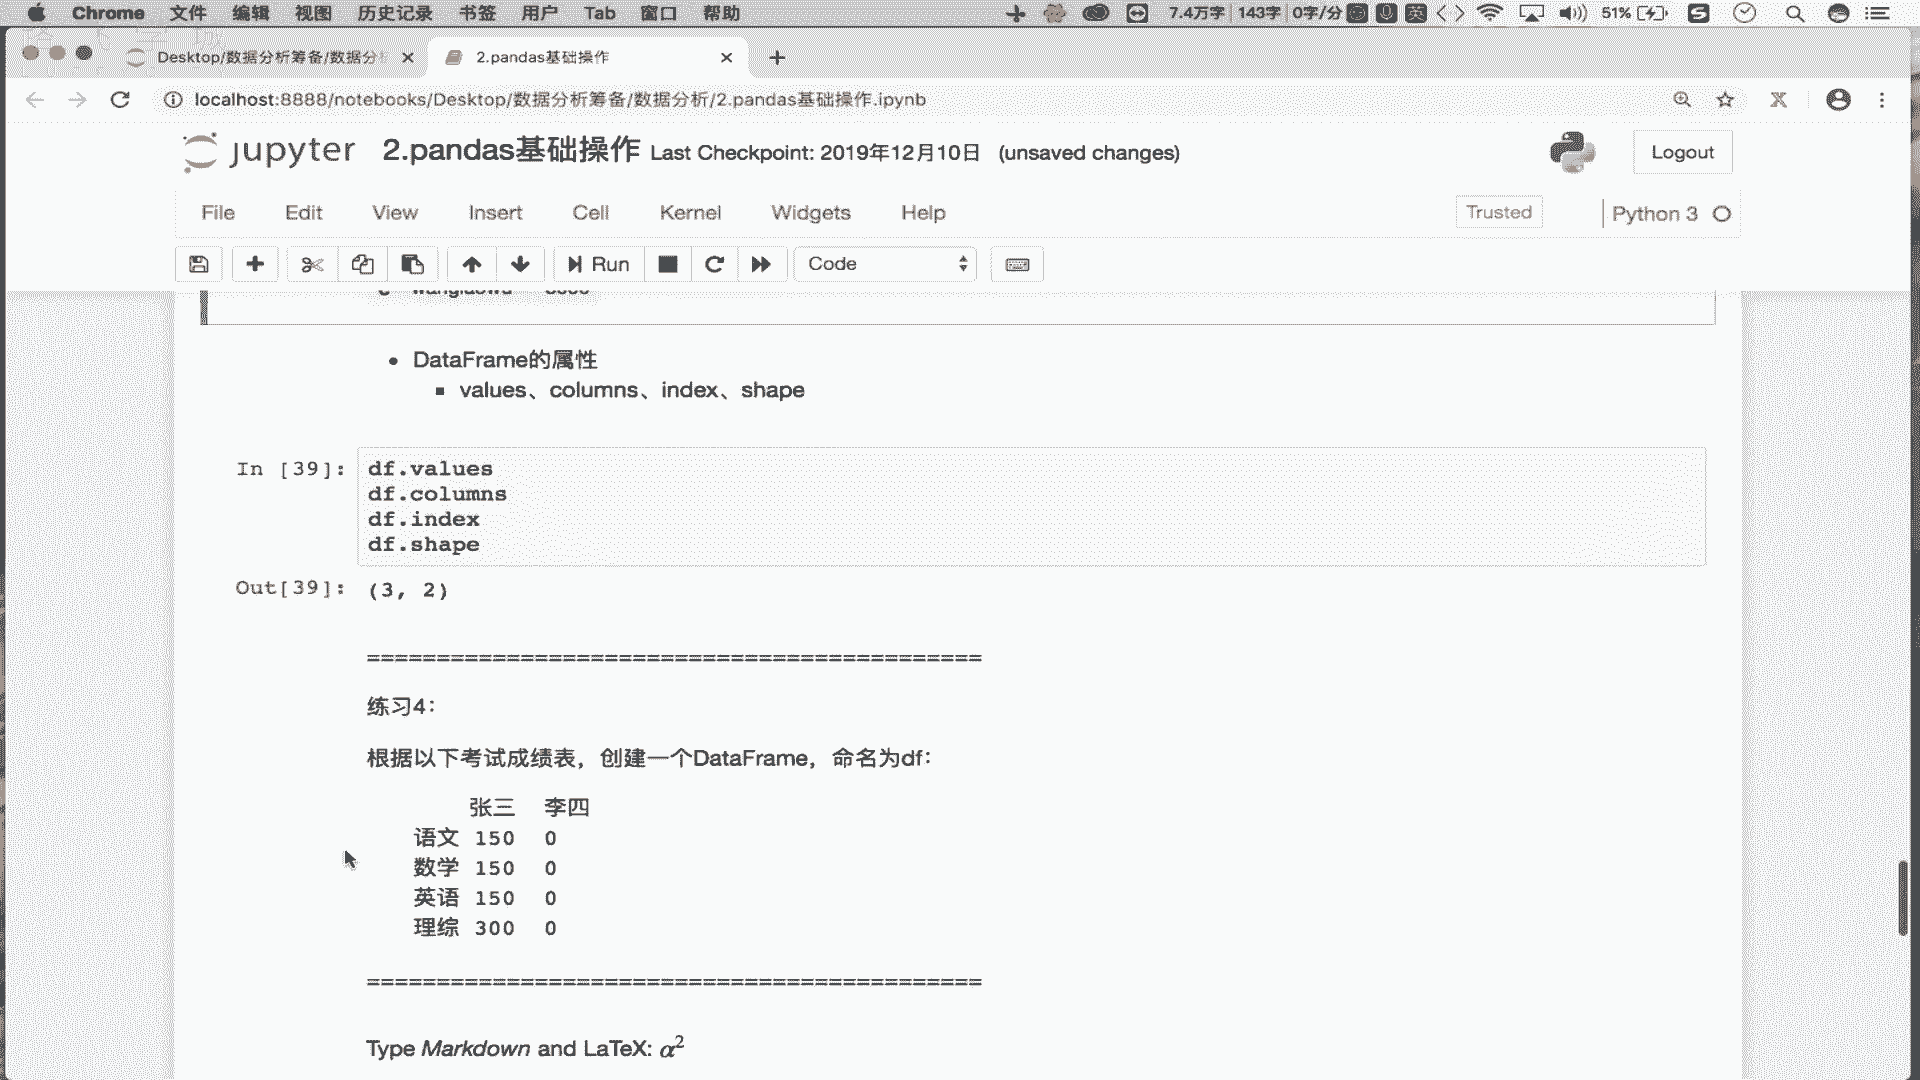 Chrome 文件 编辑 视图 历史记录 书签 用户 Tab 窗口 帮助 7.4万字 143字 0字/分 英 51%
Desktop/数据分析筹备/数据分 2.pandas基础操作
localhost:8888/notebooks/Desktop/数据分析筹备/数据分析/2.pandas基础操作.ipynb
jupyter 2.pandas基础操作 Last Checkpoint: 2019年12月10日 (unsaved changes) Logout
File Edit View Insert Cell Kernel Widgets Help Trusted Python 3
Run Code
DataFrame的属性
values、columns、index、shape
In [39]: df.values
df.columns
df.index
df.shape
Out[39]: (3, 2)
============================================
练习4：
根据以下考试成绩表，创建一个DataFrame，命名为df：
张三 李四
语文 150 0
数学 150 0
英语 150 0
理综 300 0
============================================
Type Markdown and LaTeX: α²